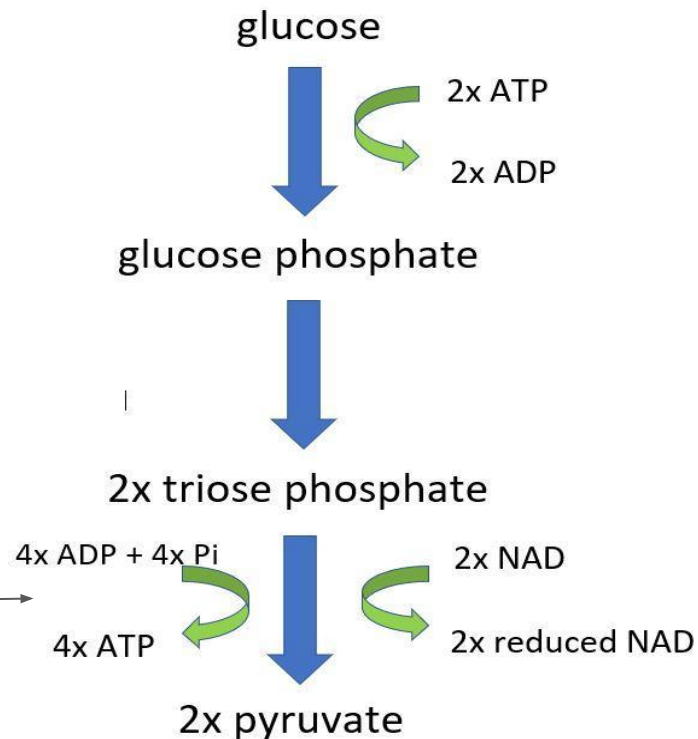 glucose
2x ATP
2x ADP
glucose phosphate
2x triose phosphate
4x ADP + 4x Pi
2x NAD
4x ATP
2x reduced NAD
2x pyruvate